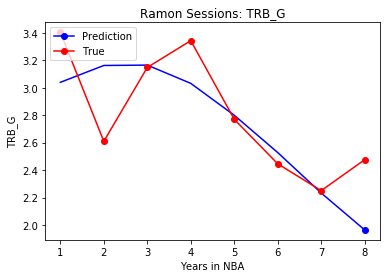 Ramon Sessions: TRB_G
Prediction
True
3.4
3.2
3.0
2.8
2.6
2.4
2.2
2.0
TRB_G
1 2 3 4 5 6 7 8
Years in NBA